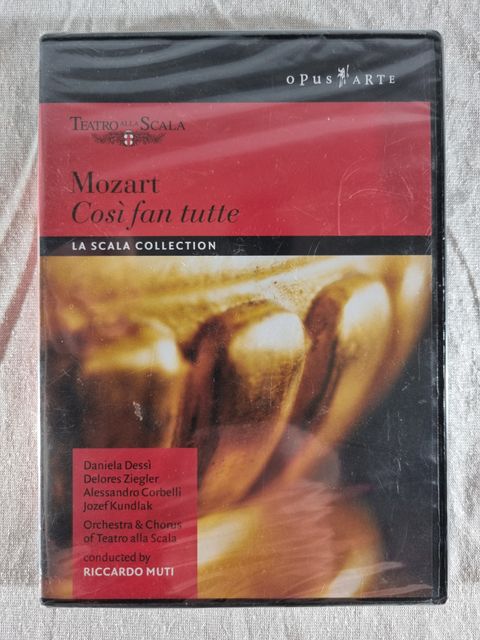 OPUS ARTE
TEATRO ALLA SCALA
Mozart
Così fan tutte
LA SCALA COLLECTION
Daniela Dessì
Delores Ziegler
Alessandro Corbelli
Jozef Kundlak
Orchestra & Chorus
of Teatro alla Scala
conducted by
RICCARDO MUTI